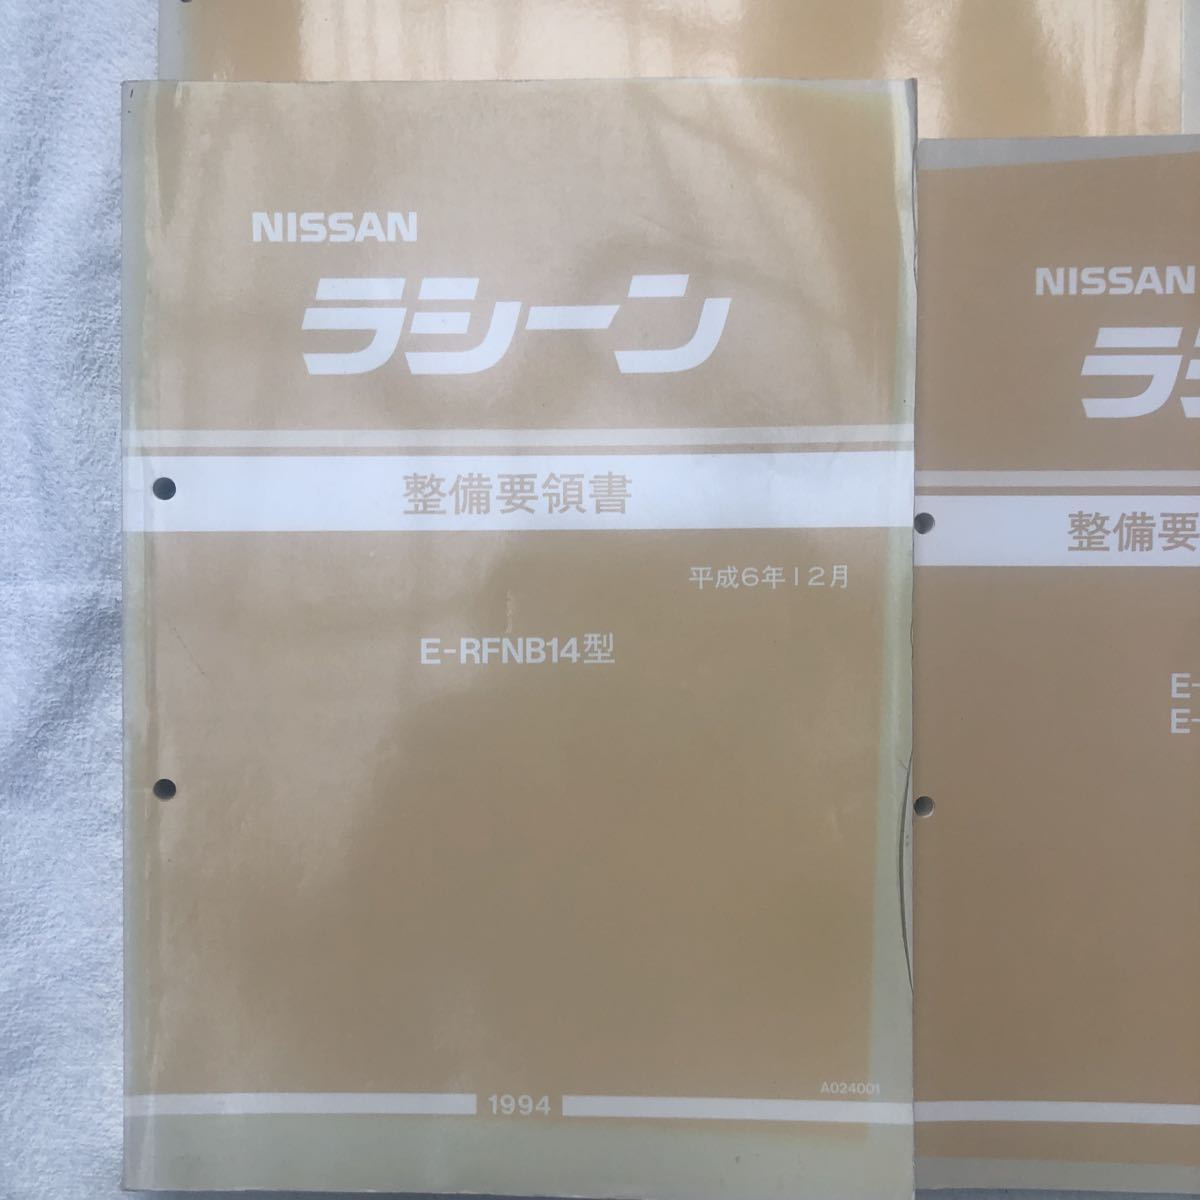 NISSAN
ラシーン
整備要領書
平成6年12月
E-RFNB14型
A024001
1994
NISSAN
ラ
整備要
E-
E-